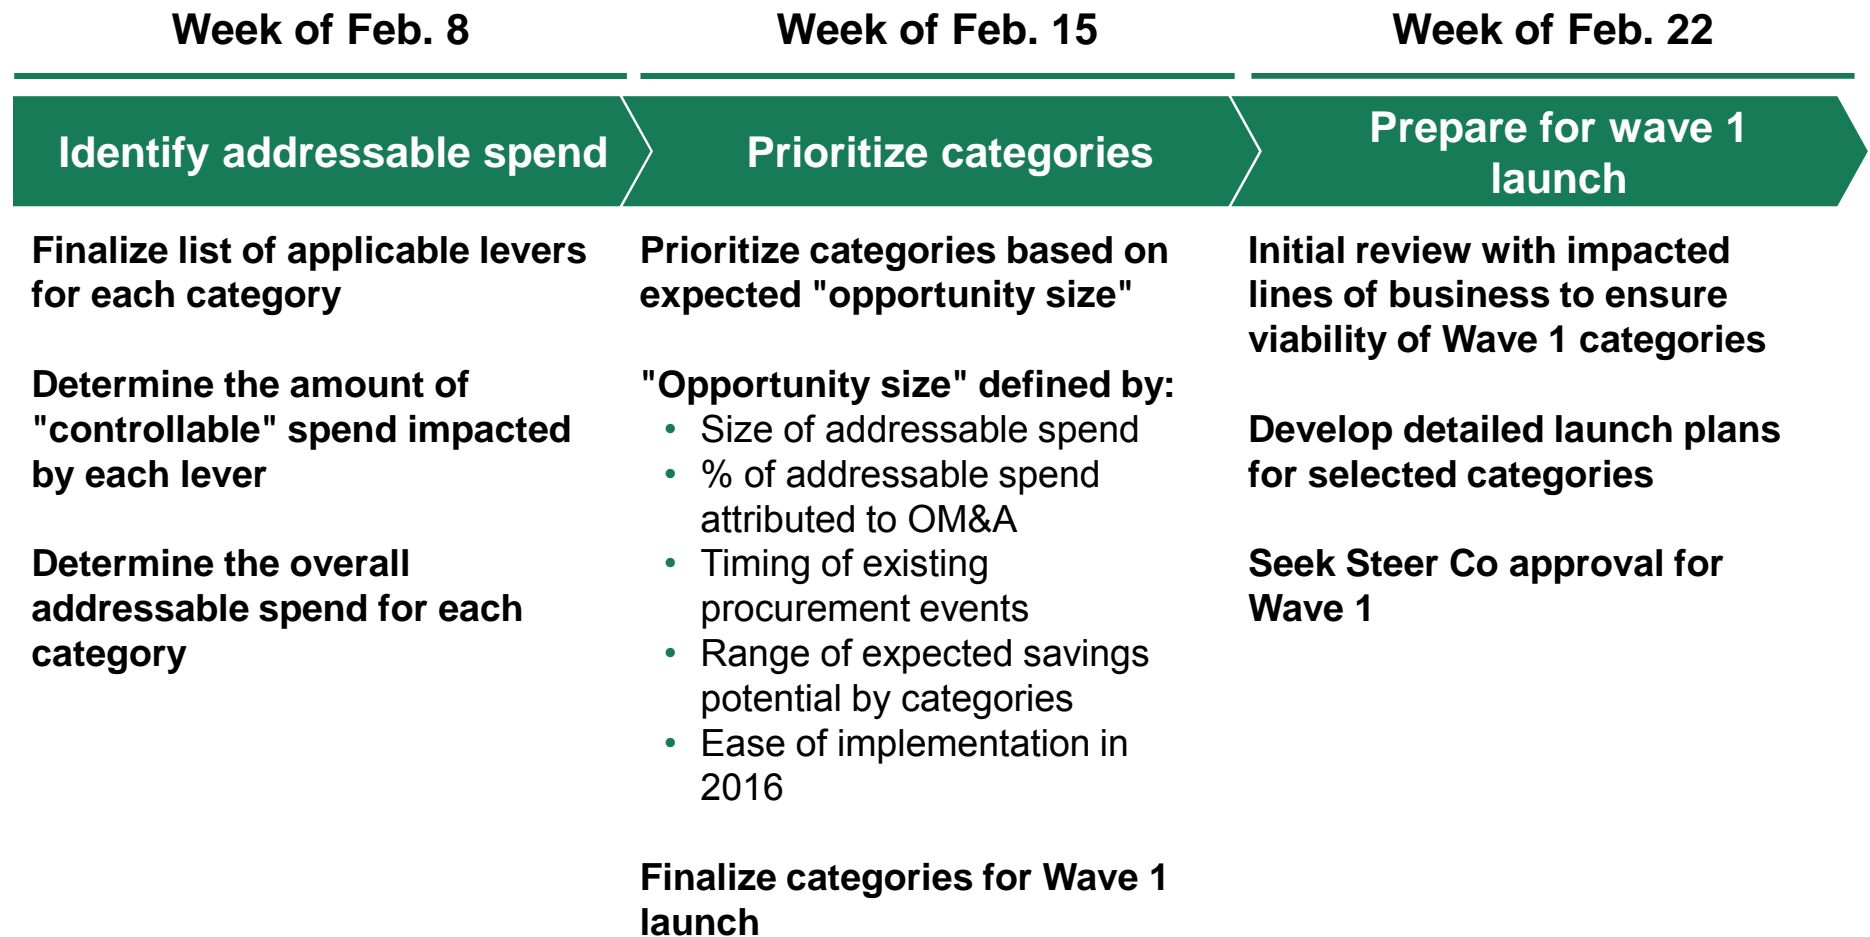 Week of Feb. 8
Week of Feb. 15
Week of Feb. 22
Identify addressable spend
Prioritize categories
Prepare for wave 1
launch
Finalize list of applicable levers
for each category
Determine the amount of
"controllable" spend impacted
by each lever
Determine the overall
addressable spend for each
category
Prioritize categories based on
expected "opportunity size"
"Opportunity size" defined by:
• Size of addressable spend
• % of addressable spend
attributed to OM&A
• Timing of existing
procurement events
• Range of expected savings
potential by categories
• Ease of implementation in
2016
Finalize categories for Wave 1
launch
Initial review with impacted
lines of business to ensure
viability of Wave 1 categories
Develop detailed launch plans
for selected categories
Seek Steer Co approval for
Wave 1